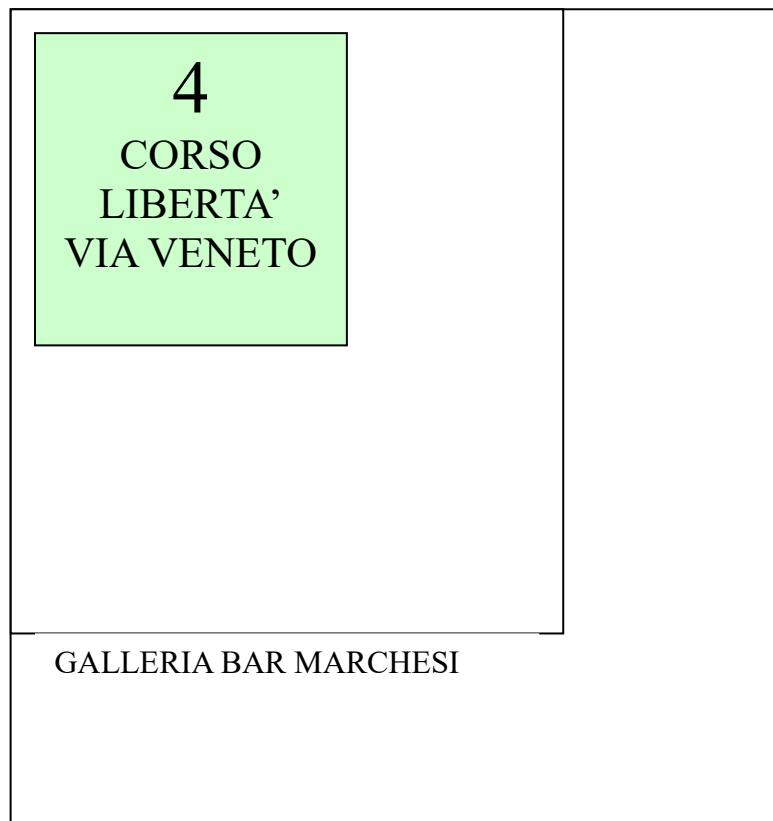 4
CORSO
LIBERTA’
VIA VENETO
GALLERIA BAR MARCHESI